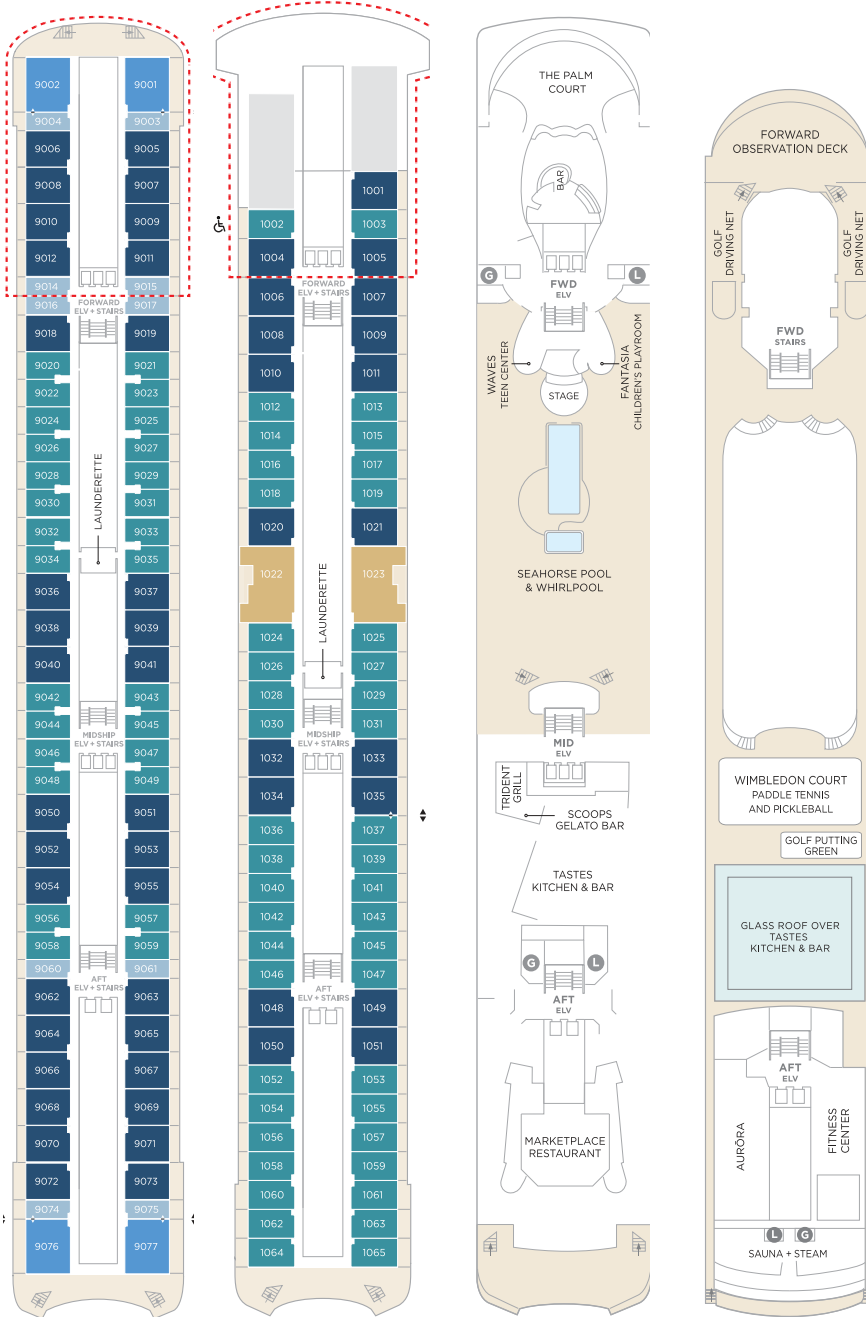 9002
9001
9004
9003
9006
9005
9008
9007
9010
9009
9012
9011
9014
9015
FORWARD
ELV + STAIRS
9016
9017
9018
9019
9020
9021
9022
9023
9024
9025
9026
9027
9028
9029
9030
9031
LAUNDERETTE
9032
9033
9034
9035
9036
9037
9038
9039
9040
9041
9042
9043
9044
9045
MIDSHIP
ELV + STAIRS
9046
9047
9048
9049
9050
9051
9052
9053
9054
9055
9056
9057
9058
9059
9060
9061
AFT
ELV + STAIRS
9062
9063
9064
9065
9066
9067
9068
9069
9070
9071
9072
9073
9074
9075
9076
9077
1001
1002
1003
1004
1005
FORWARD
ELV + STAIRS
1006
1007
1008
1009
1010
1011
1012
1013
1014
1015
1016
1017
1018
1019
1020
1021
1022
1023
LAUNDERETTE
1024
1025
1026
1027
1028
1029
1030
1031
MIDSHIP
ELV + STAIRS
1032
1033
1034
1035
1036
1037
1038
1039
1040
1041
1042
1043
1044
1045
1046
1047
AFT
ELV + STAIRS
1048
1049
1050
1051
1052
1053
1054
1055
1056
1057
1058
1059
1060
1061
1062
1063
1064
1065
THE PALM
COURT
BAR
G
L
FWD
ELV
WAVES
TEEN CENTER
FANTASIA
CHILDREN'S PLAYROOM
STAGE
SEAHORSE POOL
& WHIRLPOOL
MID
ELV
TRIDENT
GRILL
SCOOPS
GELATO BAR
TASTES
KITCHEN & BAR
G
L
AFT
ELV
MARKETPLACE
RESTAURANT
FORWARD
OBSERVATION DECK
GOLF
DRIVING NET
GOLF
DRIVING NET
FWD
STAIRS
WIMBLEDON COURT
PADDLE TENNIS
AND PICKLEBALL
GOLF PUTTING
GREEN
GLASS ROOF OVER
TASTES
KITCHEN & BAR
AFT
ELV
AURŌRA
FITNESS
CENTER
L
G
SAUNA + STEAM